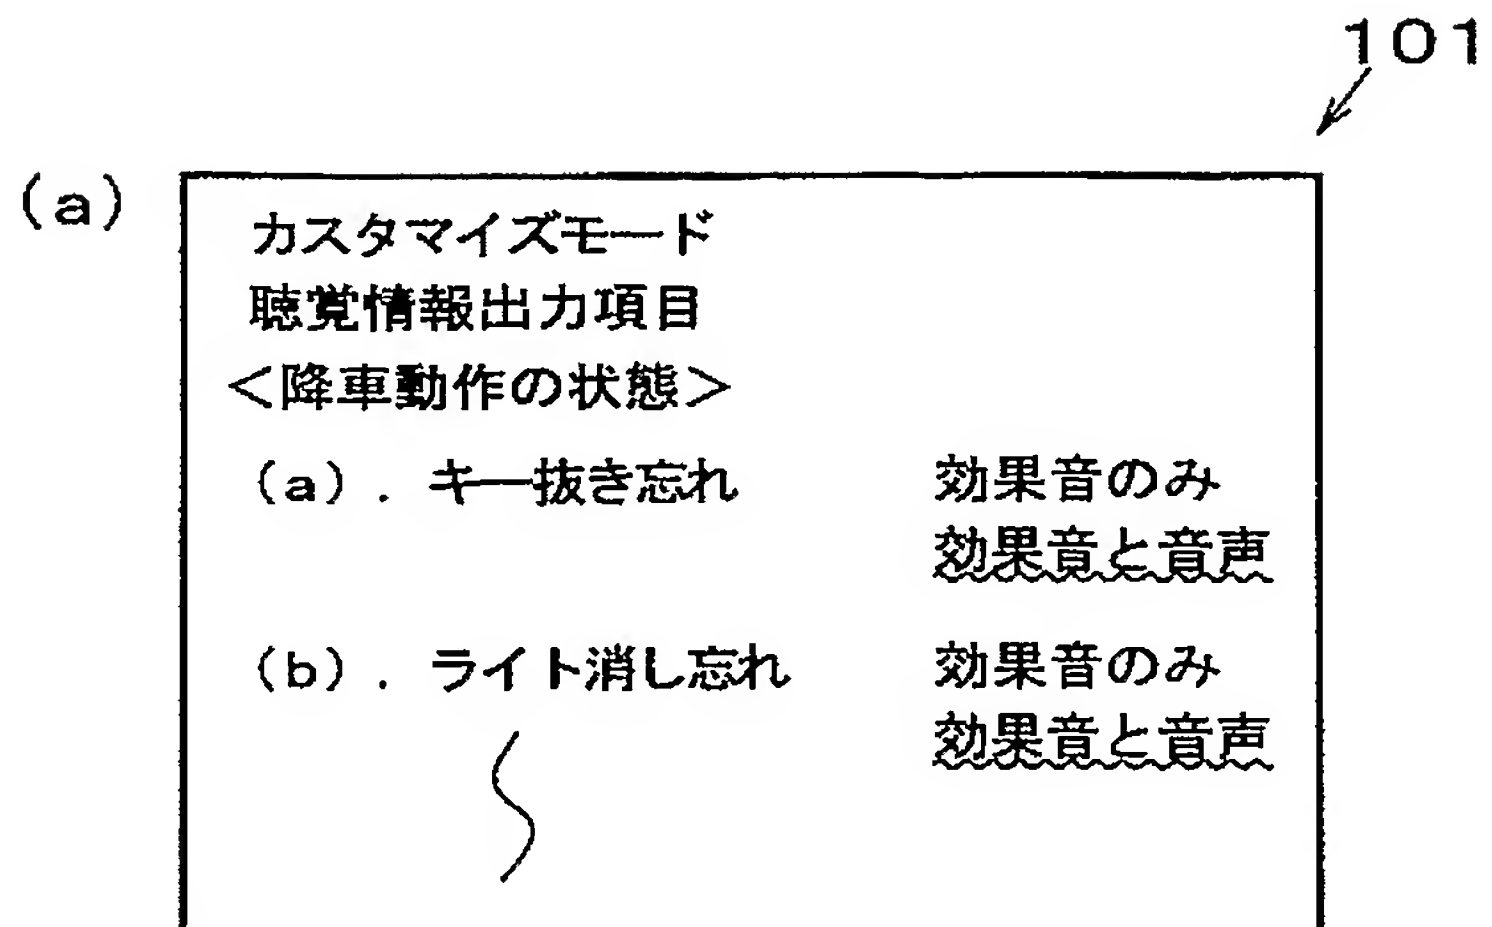 101
(a)
カスタマイズモード
聴覚情報出力項目
<降車動作の状態>
(a). キー抜き忘れ 効果音のみ
効果音と音声
(b). ライト消し忘れ 効果音のみ
効果音と音声